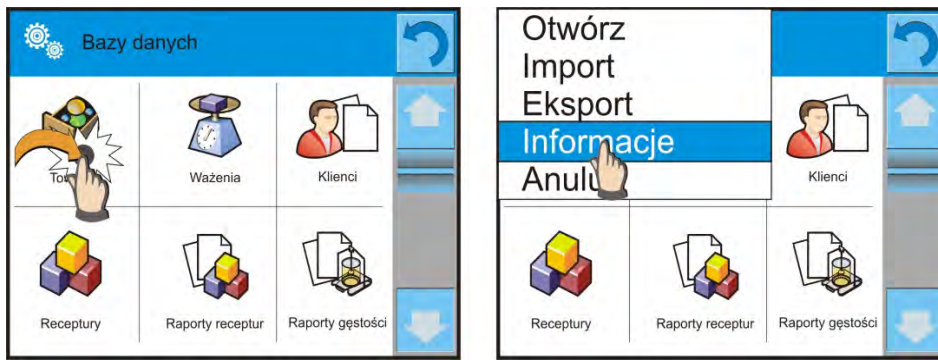 Bazy danych
Ważenia
Klienci
Receptury
Raporty receptur
Raporty gęstości
Otwórz
Import
Eksport
Informacje
Klienci
Receptury
Raporty receptur
Raporty gęstości